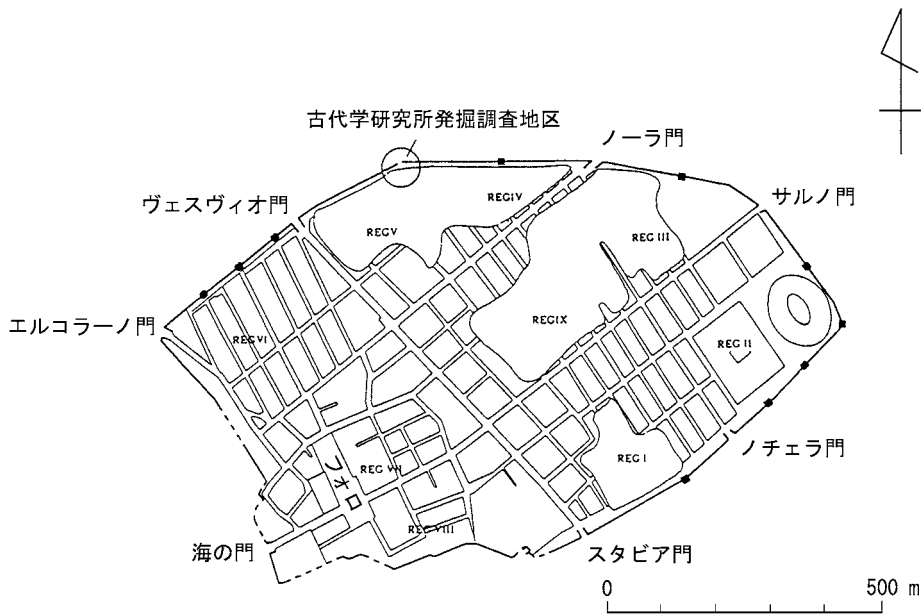 古代学研究所発掘調査地区
ノーラ門
ヴェスヴィオ門
サルノ門
REG IV
REG V
REG III
エルコラーノ門
REG VI
REG IX
REG II
REG I
ノチェラ門
REG VII
フォロ
REG VIII
海の門
スタビア門
0
500 m